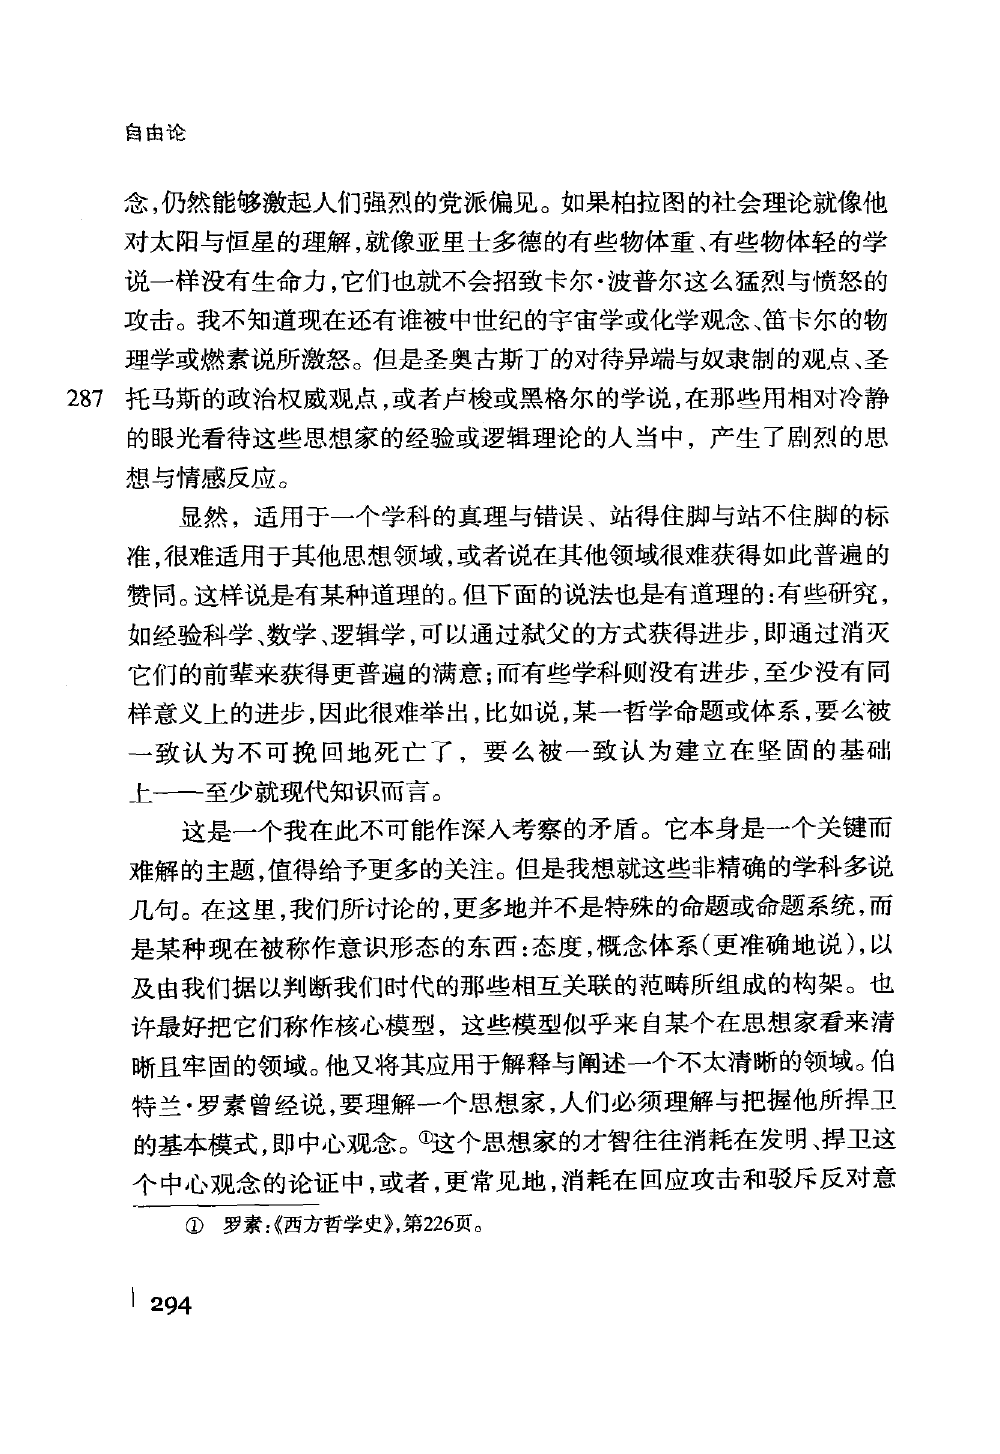 自由论
念,仍然能够激起人们强烈的党派偏见。如果柏拉图的社会理论就像他
对太阳与恒星的理解,就像亚里士多德的有些物体重、有些物体轻的学
说一样没有生命力,它们也就不会招致卡尔·波普尔这么猛烈与愤怒的
攻击。我不知道现在还有谁被中世纪的宇宙学或化学观念、笛卡尔的物
理学或燃素说所激怒。但是圣奥古斯丁的对待异端与奴隶制的观点、圣
287 托马斯的政治权威观点,或者卢梭或黑格尔的学说,在那些用相对冷静
的眼光看待这些思想家的经验或逻辑理论的人当中,产生了剧烈的思
想与情感反应。
显然,适用于一个学科的真理与错误、站得住脚与站不住脚的标
准,很难适用于其他思想领域,或者说在其他领域很难获得如此普遍的
赞同。这样说是有某种道理的。但下面的说法也是有道理的:有些研究,
如经验科学、数学、逻辑学,可以通过弑父的方式获得进步,即通过消灭
它们的前辈来获得更普遍的满意;而有些学科则没有进步,至少没有同
样意义上的进步,因此很难举出,比如说,某一哲学命题或体系,要么被
一致认为不可挽回地死亡了,要么被一致认为建立在坚固的基础
上——至少就现代知识而言。
这是一个我在此不可能作深入考察的矛盾。它本身是一个关键而
难解的主题,值得给予更多的关注。但是我想就这些非精确的学科多说
几句。在这里,我们所讨论的,更多地并不是特殊的命题或命题系统,而
是某种现在被称作意识形态的东西:态度,概念体系(更准确地说),以
及由我们据以判断我们时代的那些相互关联的范畴所组成的构架。也
许最好把它们称作核心模型,这些模型似乎来自某个在思想家看来清
晰且牢固的领域。他又将其应用于解释与阐述一个不太清晰的领域。伯
特兰·罗素曾经说,要理解一个思想家,人们必须理解与把握他所捍卫
的基本模式,即中心观念。①这个思想家的才智往往消耗在发明、捍卫这
个中心观念的论证中,或者,更常见地,消耗在回应攻击和驳斥反对意
① 罗素:《西方哲学史》,第226页。
294